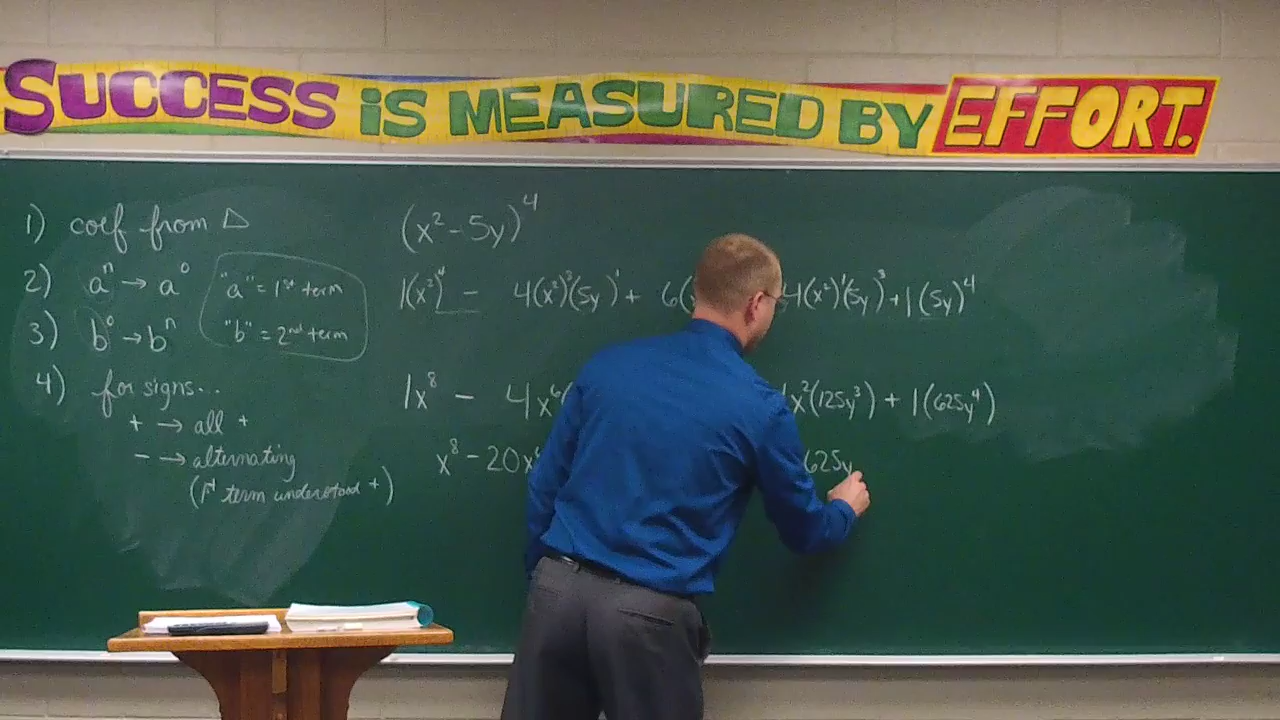 SUCCESS iS MEASURED BY EFFORT.
1) coef from △
2) aⁿ → a⁰
3) b⁰ → bⁿ
"a" = 1st term
"b" = 2nd term
4) for signs...
+ → all +
- → alternating
(1st term understood +)
(x² - 5y)⁴
1(x²)⁴ - 4(x²)³(5y)¹ + 6( 4(x²)¹(5y)³ + 1(5y)⁴
1x⁸ - 4x⁶( x²(125y³) + 1(625y⁴)
x⁸ - 20x⁶ 625y